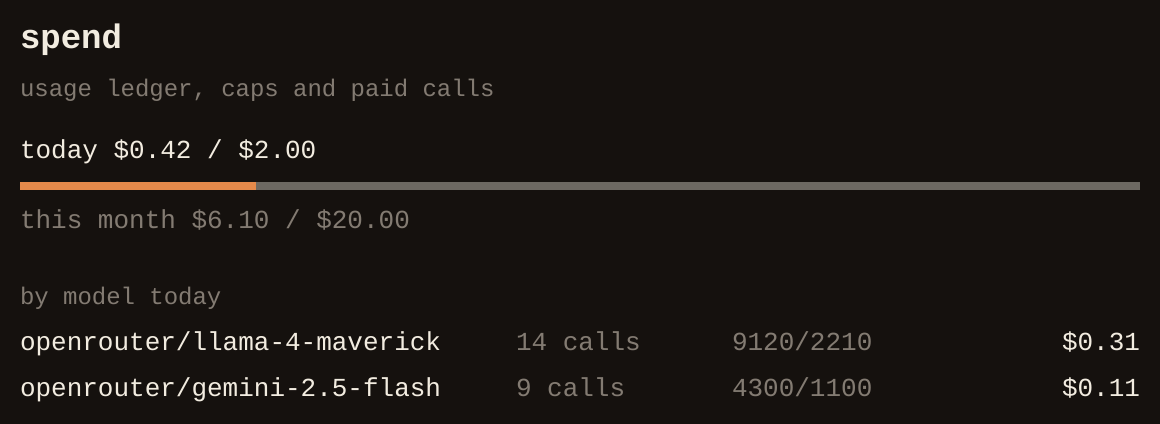 spend
usage ledger, caps and paid calls
today $0.42 / $2.00
this month $6.10 / $20.00
by model today
openrouter/llama-4-maverick 14 calls 9120/2210 $0.31
openrouter/gemini-2.5-flash 9 calls 4300/1100 $0.11